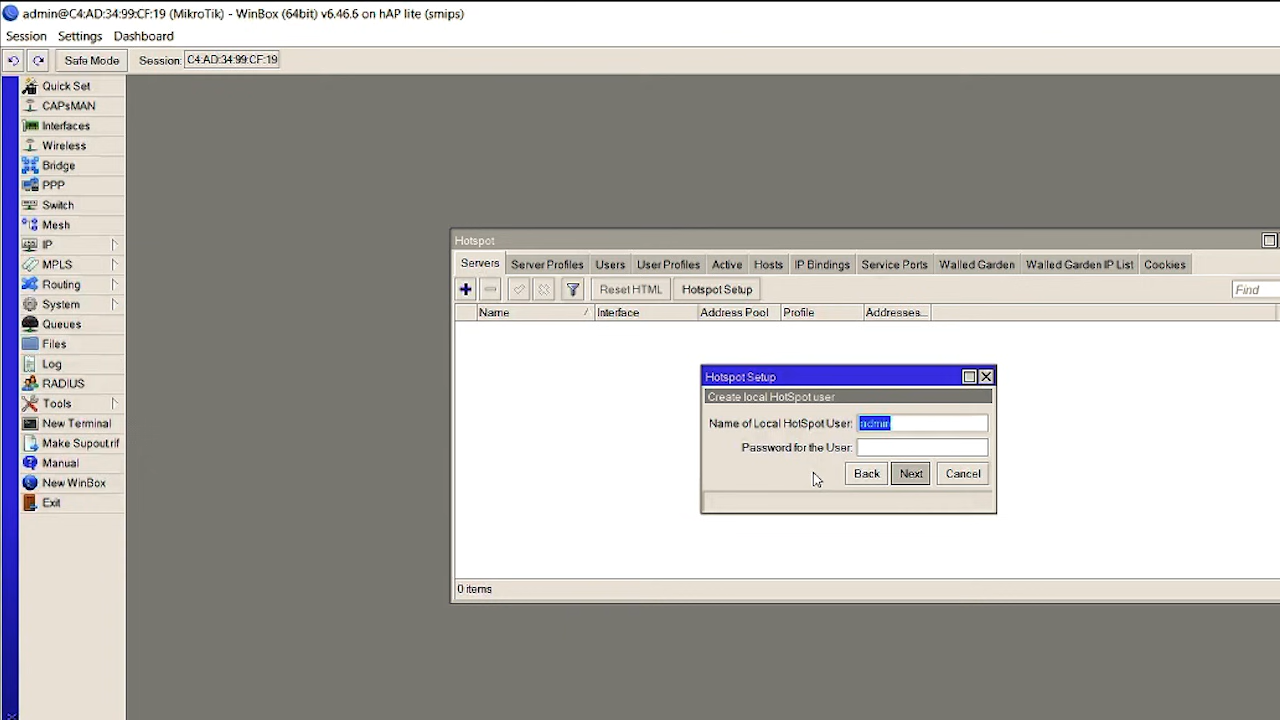 admin@C4:AD:34:99:CF:19 (MikroTik) - WinBox (64bit) v6.46.6 on hAP lite (smips)
Session Settings Dashboard
Safe Mode Session: C4:AD:34:99:CF:19
Quick Set
CAPsMAN
Interfaces
Wireless
Bridge
PPP
Switch
Mesh
IP
MPLS
Routing
System
Queues
Files
Log
RADIUS
Tools
New Terminal
Make Supout.rif
Manual
New WinBox
Exit
Hotspot
Servers Server Profiles Users User Profiles Active Hosts IP Bindings Service Ports Walled Garden Walled Garden IP List Cookies
Reset HTML Hotspot Setup Find
Name Interface Address Pool Profile Addresses...
Hotspot Setup
Create local HotSpot user
Name of Local HotSpot User: admin
Password for the User:
Back Next Cancel
0 items